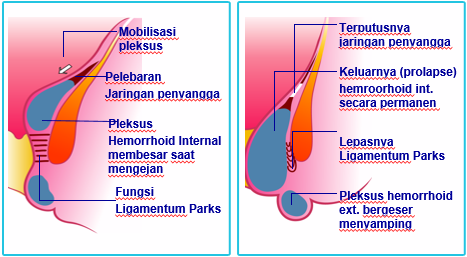 Mobilisasi
pleksus
Pelebaran
Jaringan penyangga
Pleksus
Hemorrhoid Internal
membesar saat
mengejan
Fungsi
Ligamentum Parks
Terputusnya
jaringan penyangga
Keluarnya (prolapse)
hemroorhoid int.
secara permanen
Lepasnya
Ligamentum Parks
Pleksus hemorrhoid
ext. bergeser
menyamping